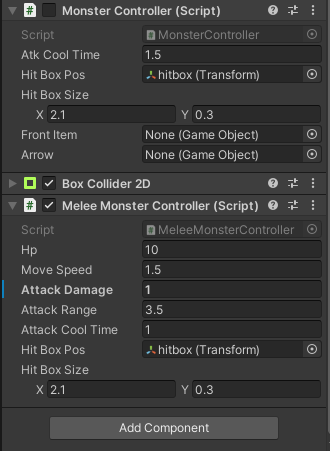 Monster Controller (Script)
Script MonsterController
Atk Cool Time 1.5
Hit Box Pos hitbox (Transform)
Hit Box Size
X 2.1 Y 0.3
Front Item None (Game Object)
Arrow None (Game Object)
Box Collider 2D
Melee Monster Controller (Script)
Script MeleeMonsterController
Hp 10
Move Speed 1.5
Attack Damage 1
Attack Range 3.5
Attack Cool Time 1
Hit Box Pos hitbox (Transform)
Hit Box Size
X 2.1 Y 0.3
Add Component